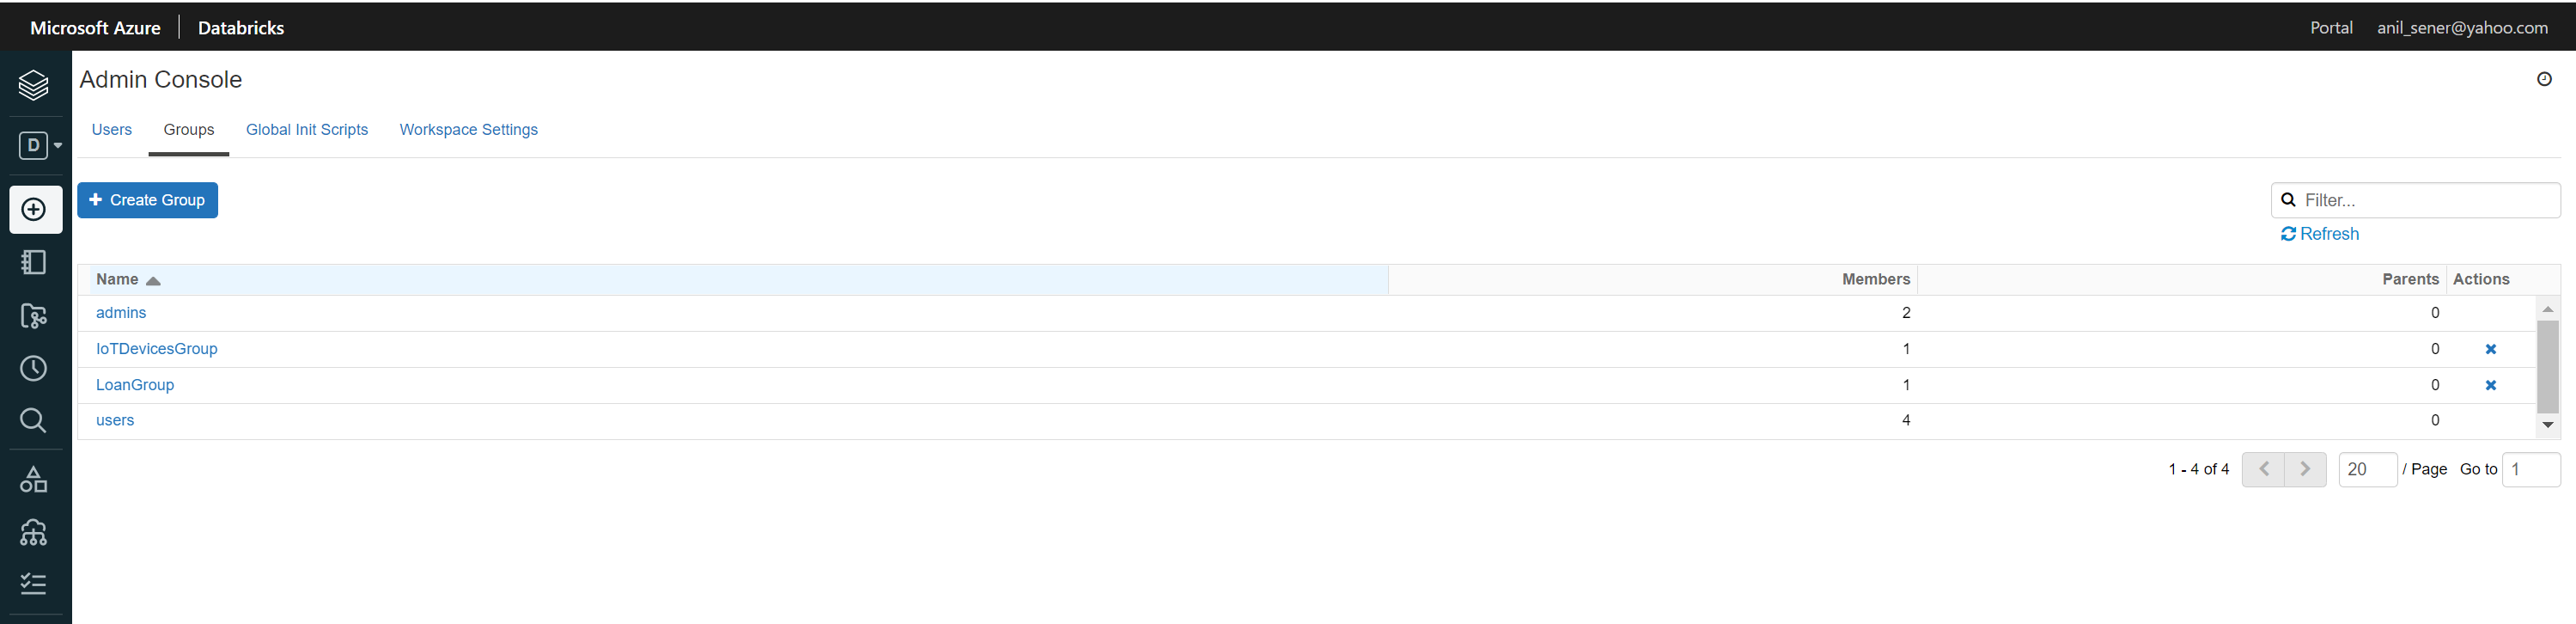 Microsoft Azure Databricks Portal anil_sener@yahoo.com
Admin Console
D
Users Groups Global Init Scripts Workspace Settings
+ Create Group Filter...
Refresh
Name Members Parents Actions
admins 2 0
IoTDevicesGroup 1 0
LoanGroup 1 0
users 4 0
1 - 4 of 4 20 / Page Go to 1